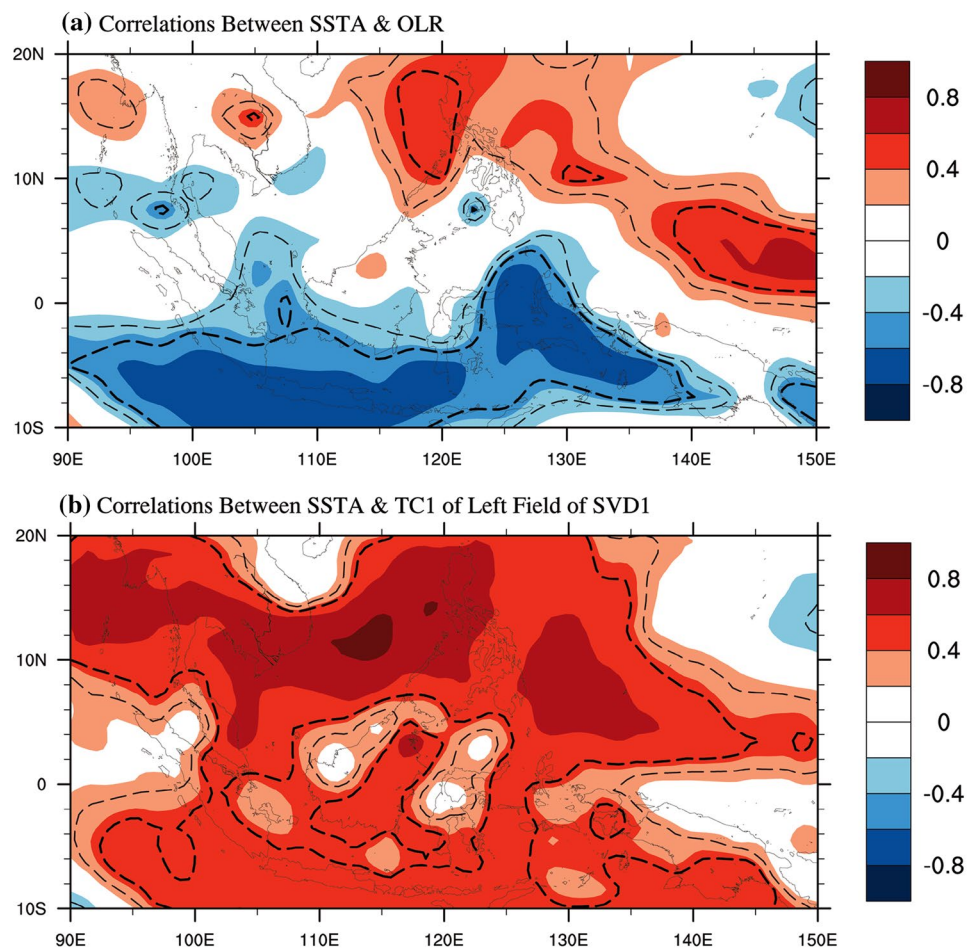 (a) Correlations Between SSTA & OLR
20N
10N
0
10S
90E 100E 110E 120E 130E 140E 150E
0.8
0.4
0
-0.4
-0.8
(b) Correlations Between SSTA & TC1 of Left Field of SVD1
20N
10N
0
10S
90E 100E 110E 120E 130E 140E 150E
0.8
0.4
0
-0.4
-0.8